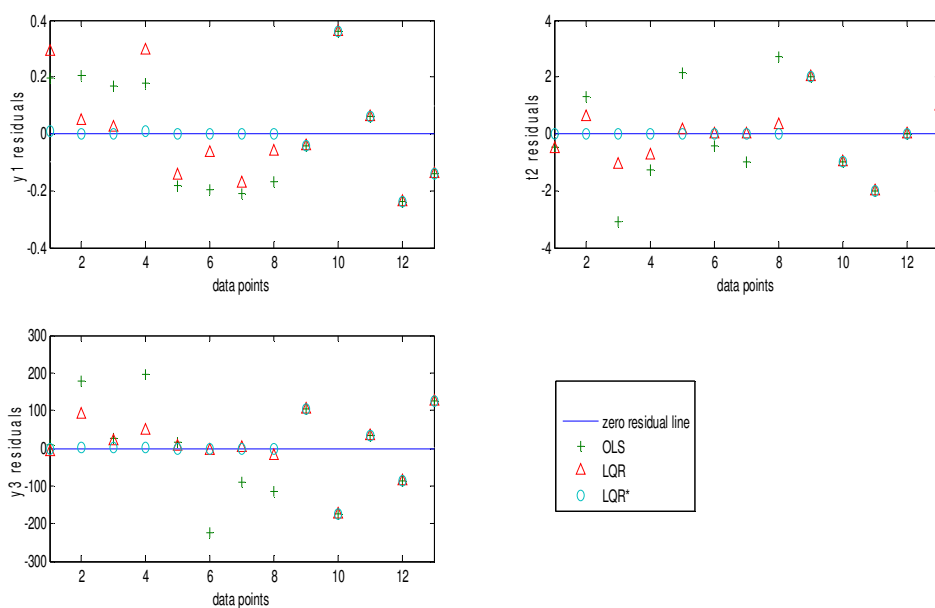 0.4
0.2
0
-0.2
-0.4
y 1 residuals
2 4 6 8 10 12
data points
4
2
0
-2
-4
t2 residuals
2 4 6 8 10 12
data points
300
200
100
0
-100
-200
-300
y 3 residuals
2 4 6 8 10 12
data points
zero residual line
OLS
LQR
LQR*